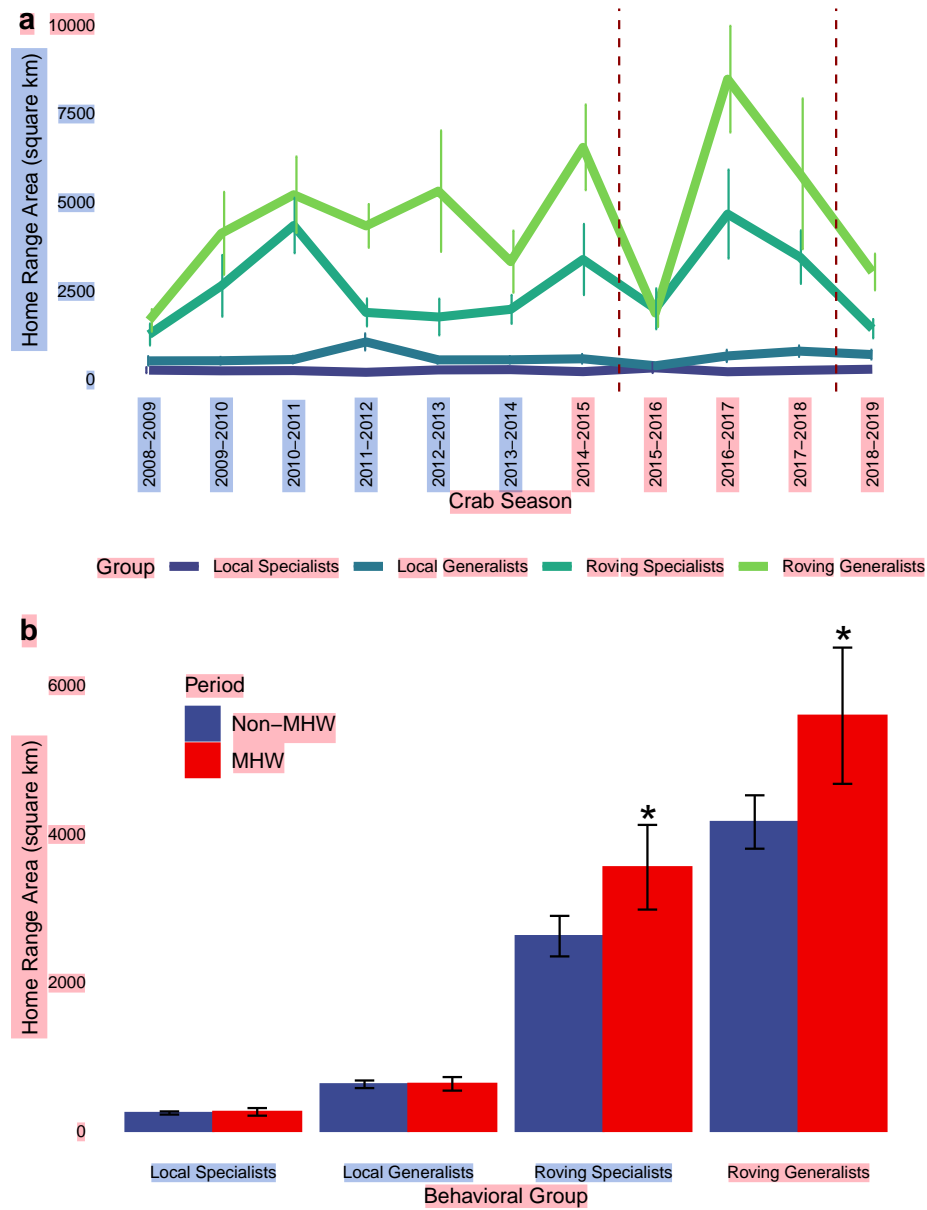 a
10000
7500
5000
2500
0
Home Range Area (square km)
2008–2009
2009–2010
2010–2011
2011–2012
2012–2013
2013–2014
2014–2015
2015–2016
2016–2017
2017–2018
2018–2019
Crab Season
Group Local Specialists Local Generalists Roving Specialists Roving Generalists
b
6000
4000
2000
0
Home Range Area (square km)
Period
Non−MHW
MHW
*
*
Local Specialists Local Generalists Roving Specialists Roving Generalists
Behavioral Group